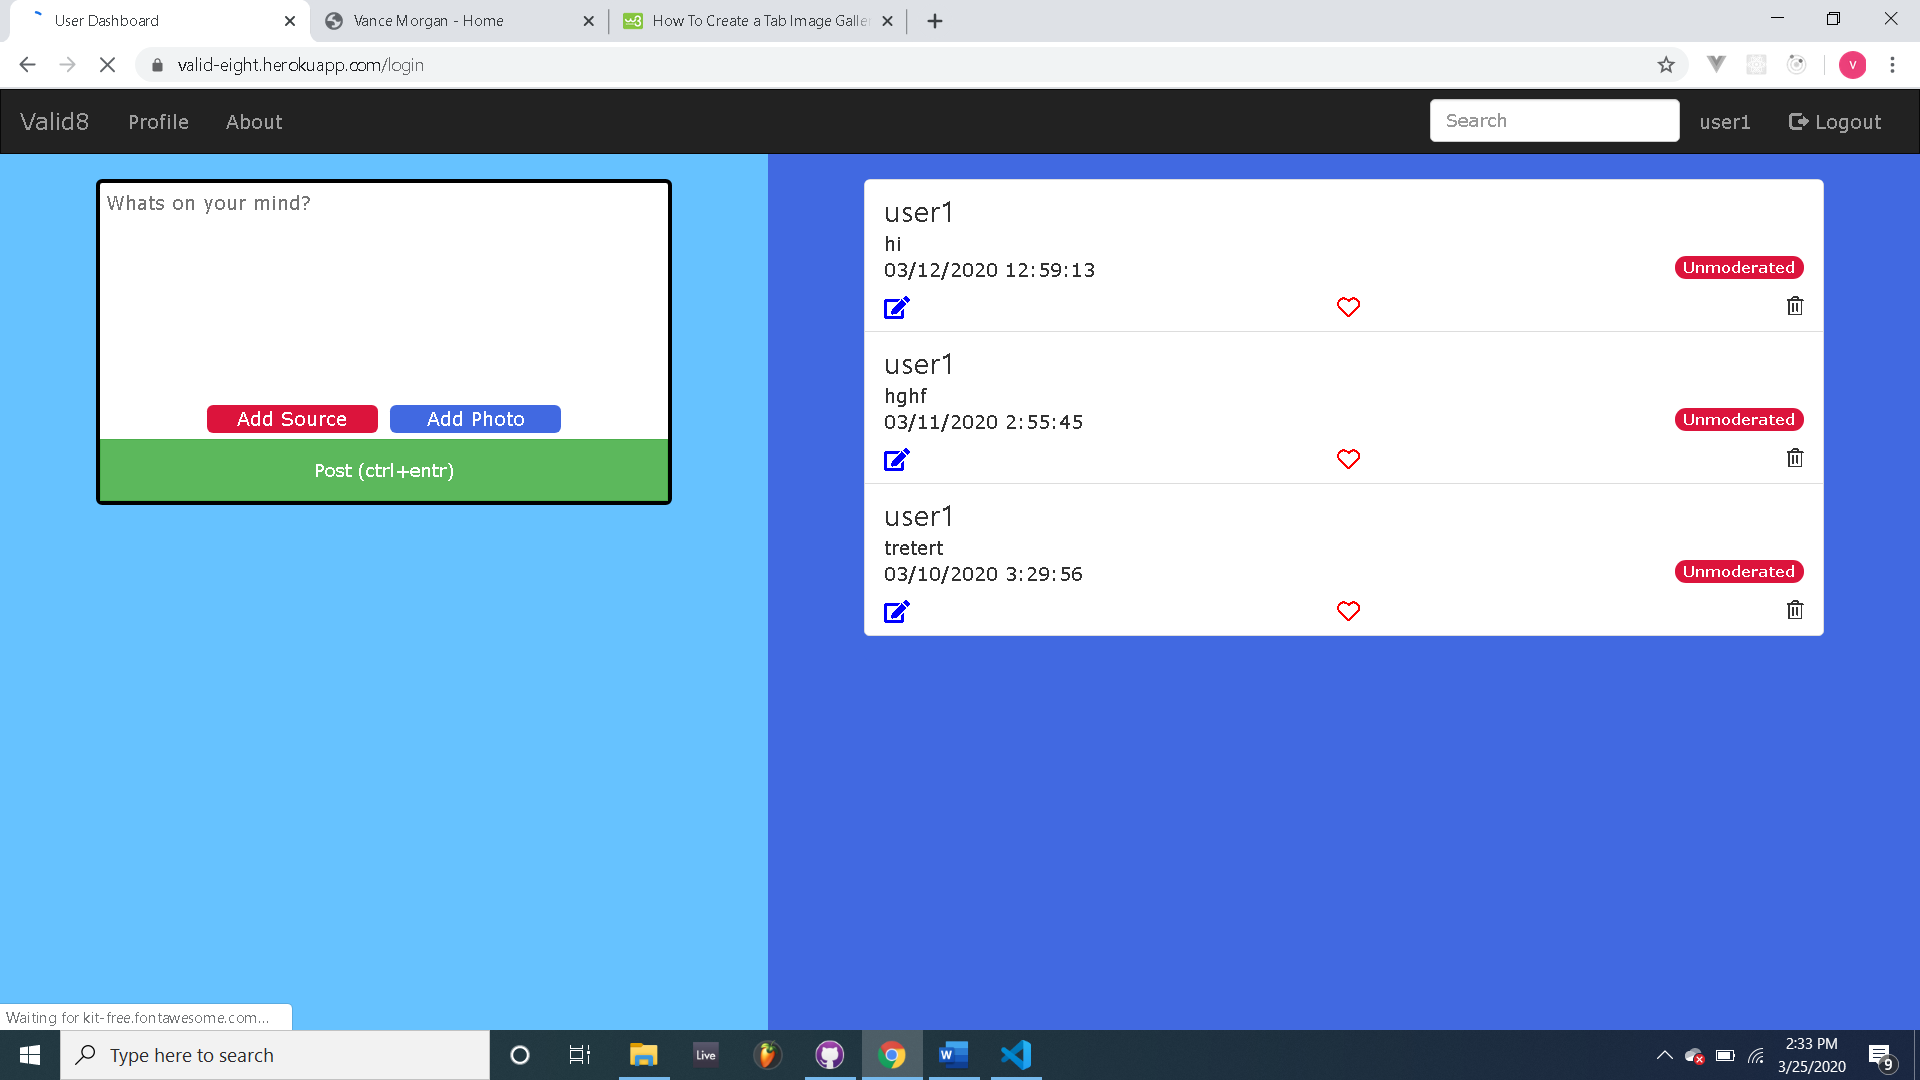 User Dashboard
Vance Morgan - Home
How To Create a Tab Image Galle
valid-eight.herokuapp.com/login
V
Valid8
Profile
About
Search
user1
Logout
Whats on your mind?
Add Source
Add Photo
Post (ctrl+entr)
user1
hi
03/12/2020 12:59:13
Unmoderated
user1
hghf
03/11/2020 2:55:45
Unmoderated
user1
tretert
03/10/2020 3:29:56
Unmoderated
Waiting for kit-free.fontawesome.com...
Type here to search
Live
W
2:33 PM
3/25/2020
9